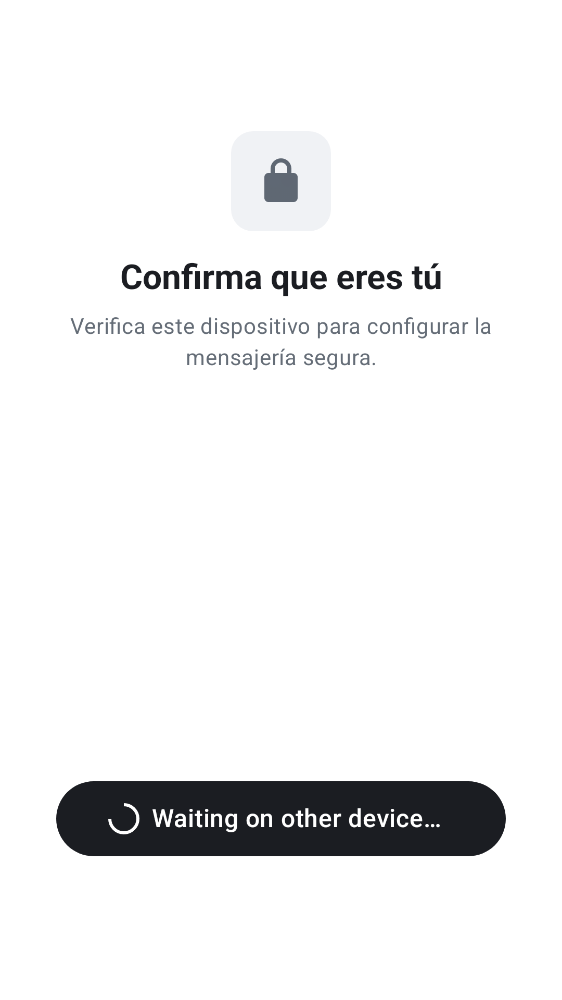 Confirma que eres tú
Verifica este dispositivo para configurar la
mensajería segura.
Waiting on other device…